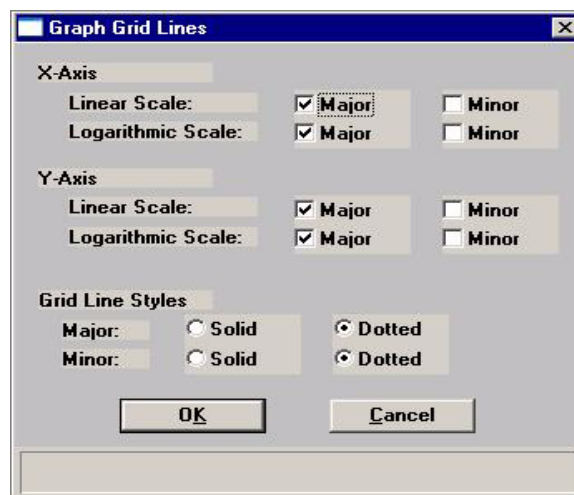 Graph Grid Lines
X-Axis
Linear Scale: Major Minor
Logarithmic Scale: Major Minor
Y-Axis
Linear Scale: Major Minor
Logarithmic Scale: Major Minor
Grid Line Styles
Major: Solid Dotted
Minor: Solid Dotted
OK Cancel